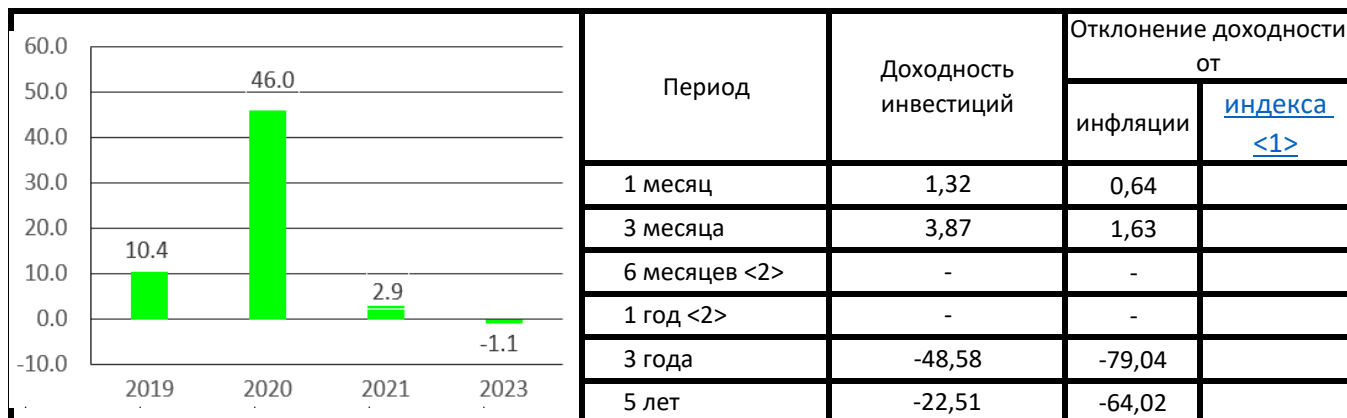 60.0
50.0
40.0
30.0
20.0
10.0
0.0
-10.0
10.4
46.0
2.9
-1.1
2019 2020 2021 2023
Период
Доходность
инвестиций
Отклонение доходности
от
инфляции
индекса
<1>
1 месяц 1,32 0,64
3 месяца 3,87 1,63
6 месяцев <2> - -
1 год <2> - -
3 года -48,58 -79,04
5 лет -22,51 -64,02